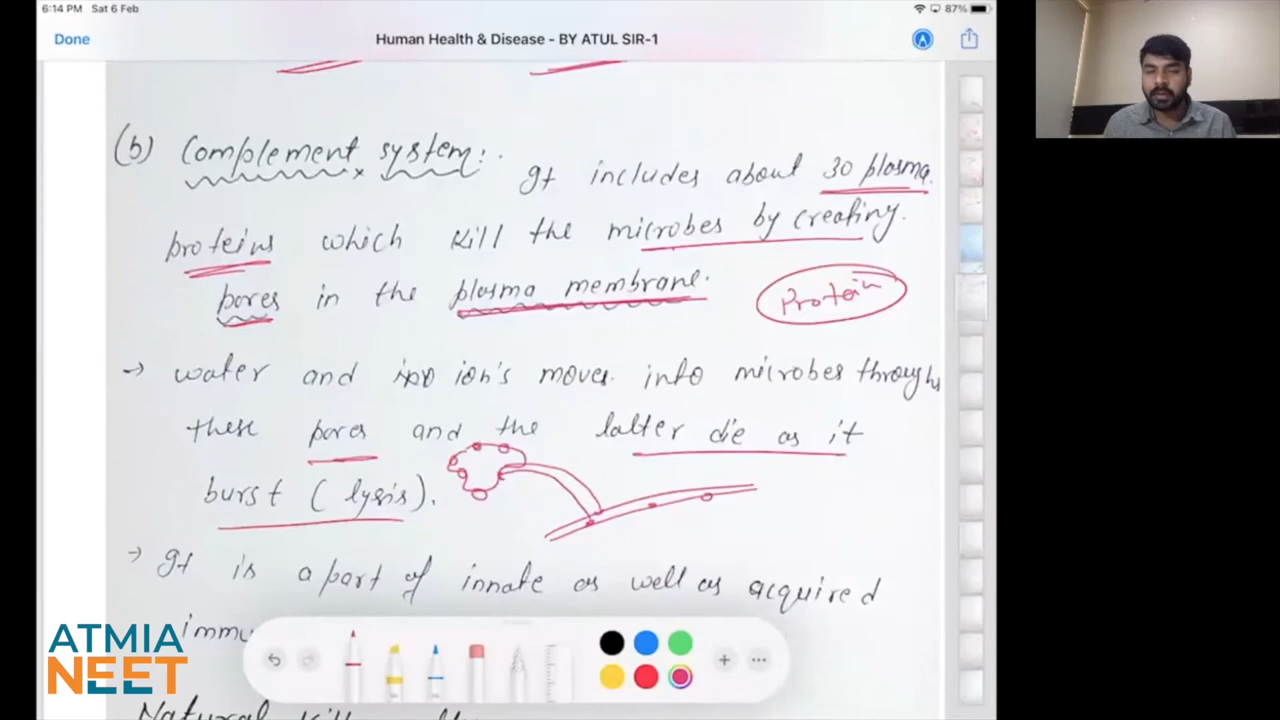 6:14 PM Sat 6 Feb
87%
Done
Human Health & Disease - BY ATUL SIR-1
(b) Complement system:.
It includes about 30 plasma.
proteins which kill the microbes by creating.
pores in the plasma membrane.
Protein
→ water and ion's moves. into microbes through
these pores and the latter die as it
burst (lysis).
→ It is a part of innate as well as acquired
immu
ATMIA
NEET
Natural